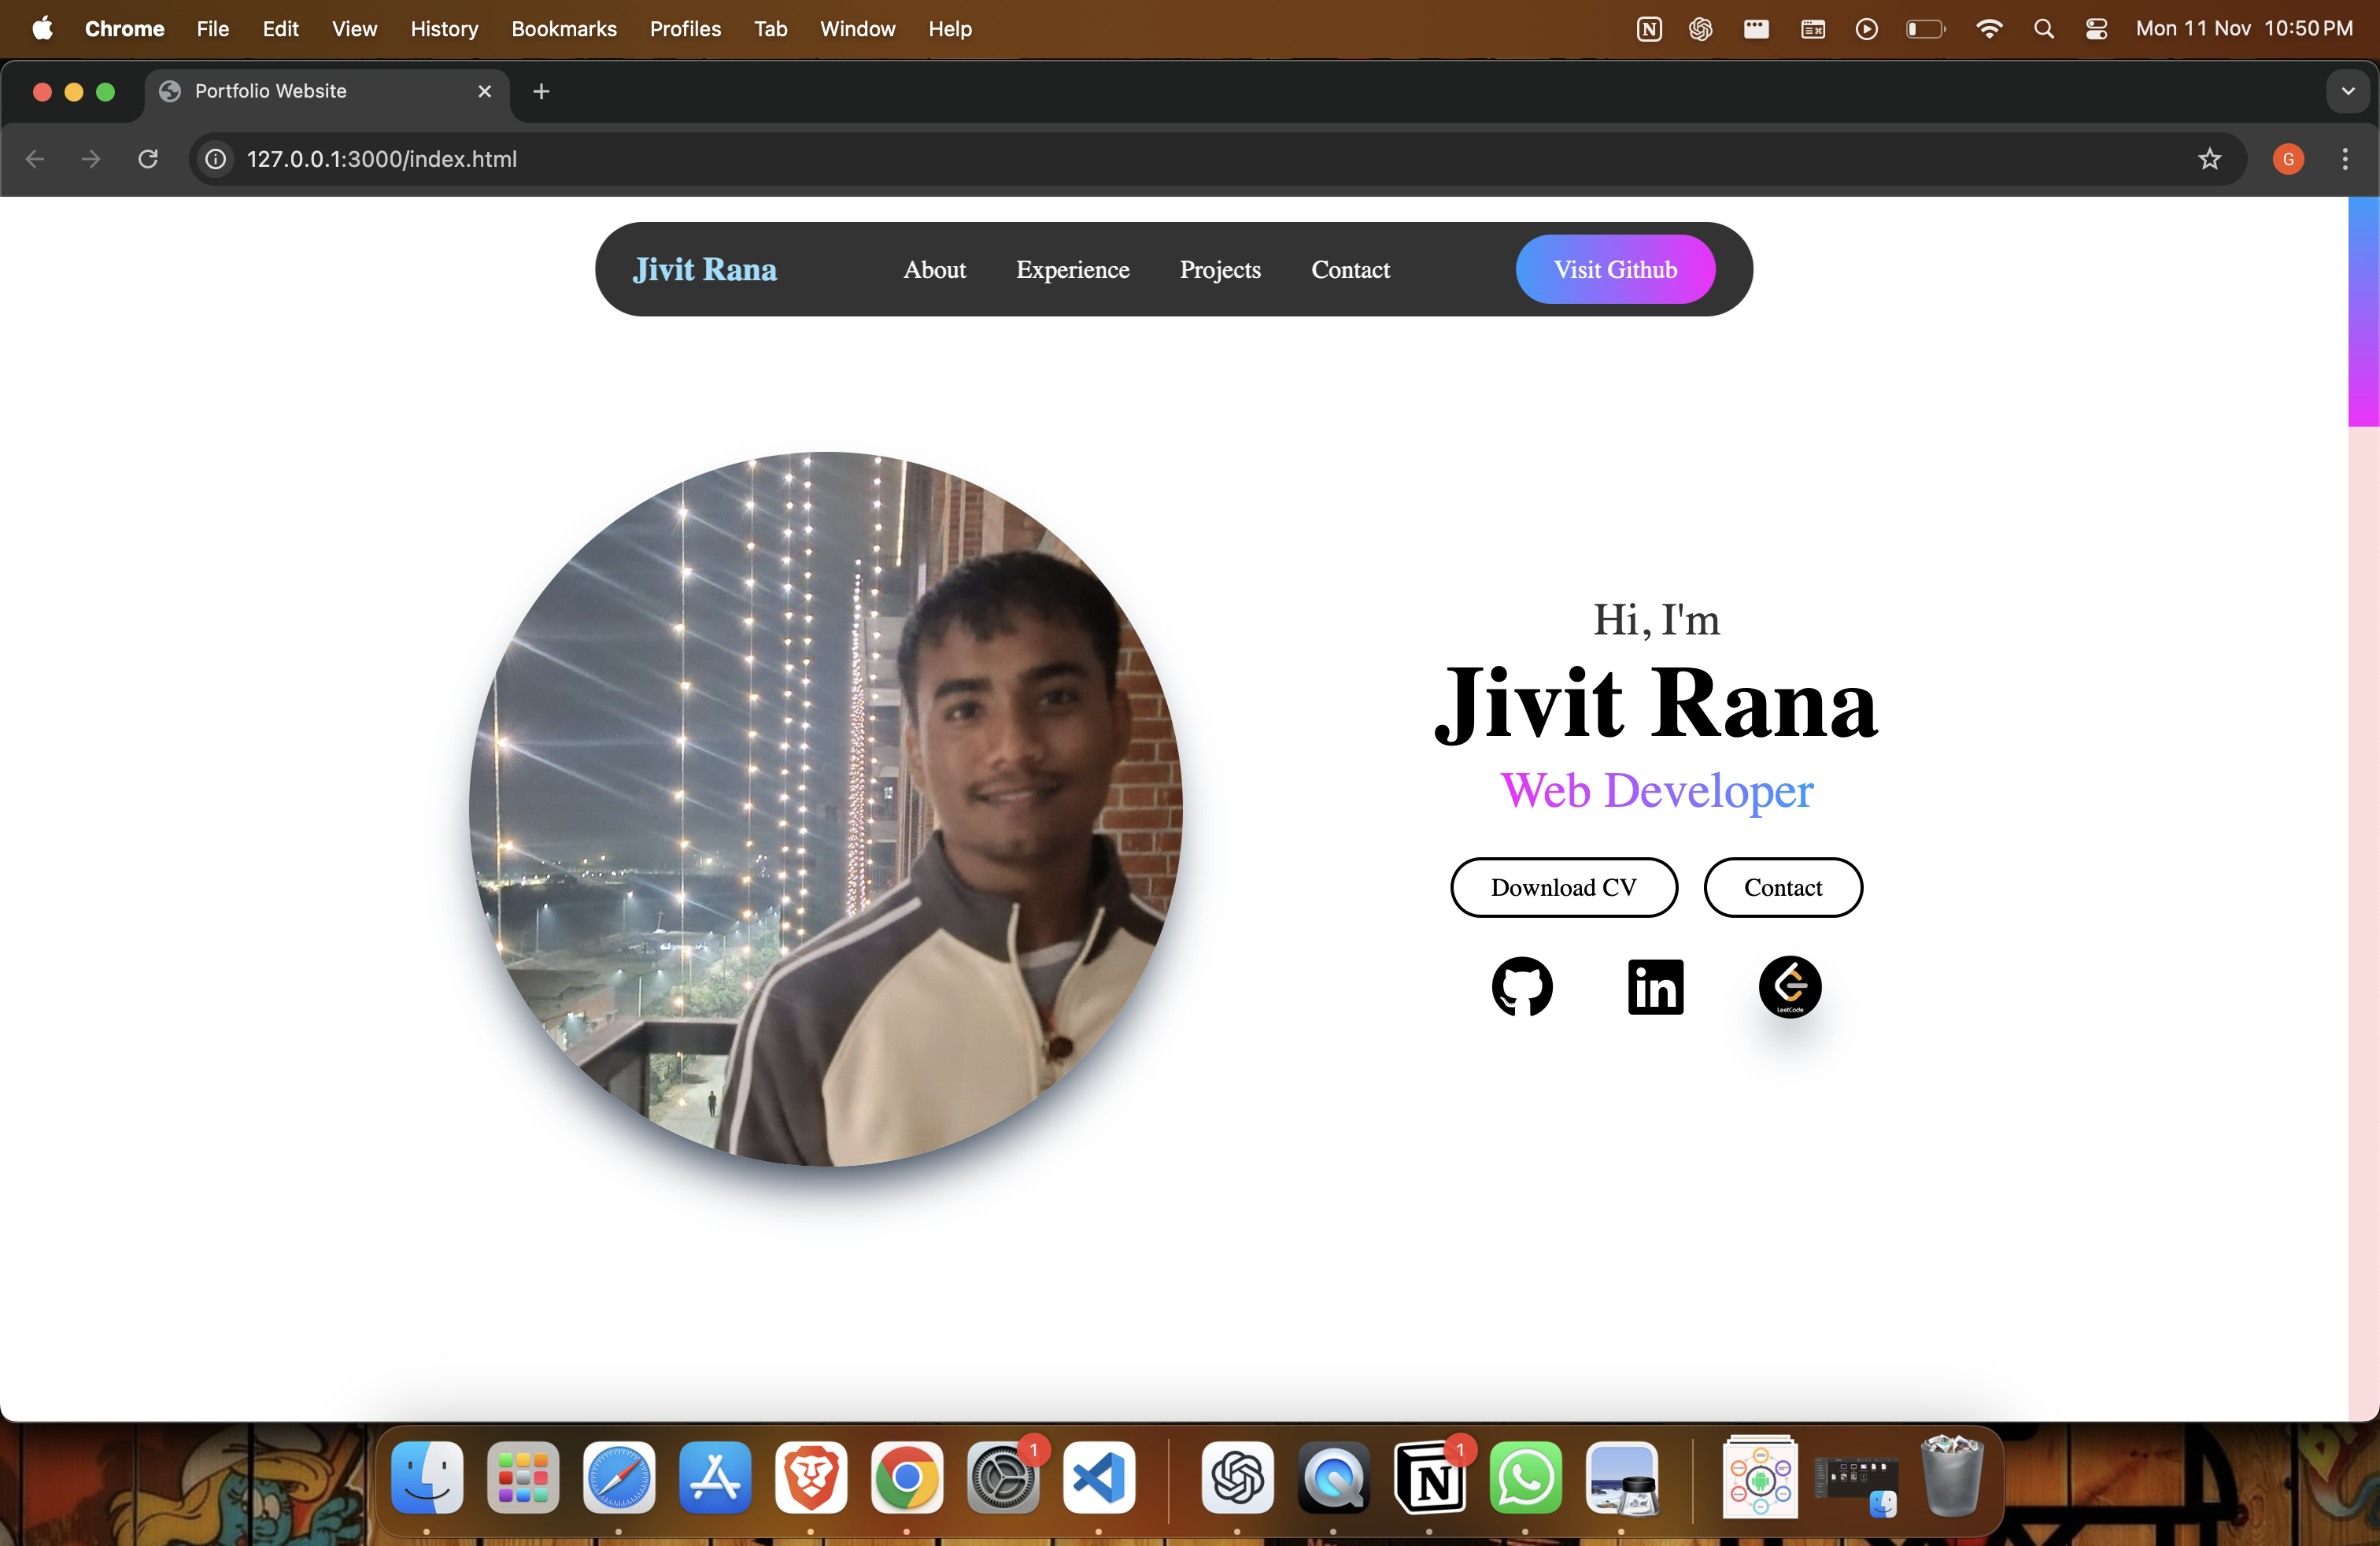 Chrome File Edit View History Bookmarks Profiles Tab Window Help Mon 11 Nov 10:50 PM
Portfolio Website
127.0.0.1:3000/index.html
G
Jivit Rana About Experience Projects Contact Visit Github
Hi, I'm
Jivit Rana
Web Developer
Download CV Contact
in
LeetCode
1 1